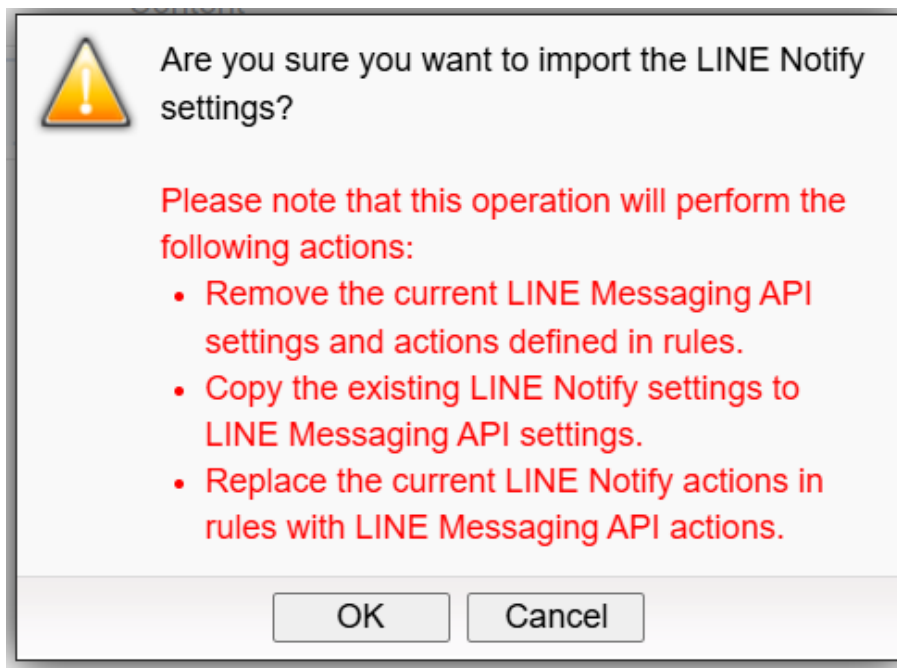 Are you sure you want to import the LINE Notify
settings?
Please note that this operation will perform the
following actions:
• Remove the current LINE Messaging API
settings and actions defined in rules.
• Copy the existing LINE Notify settings to
LINE Messaging API settings.
• Replace the current LINE Notify actions in
rules with LINE Messaging API actions.
OK Cancel